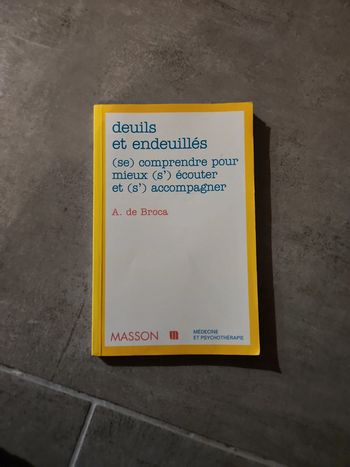 deuils
et endeuillés
(se) comprendre pour
mieux (s') écouter
et (s') accompagner
A. de Broca
MASSON m MÉDECINE
ET PSYCHOTHÉRAPIE